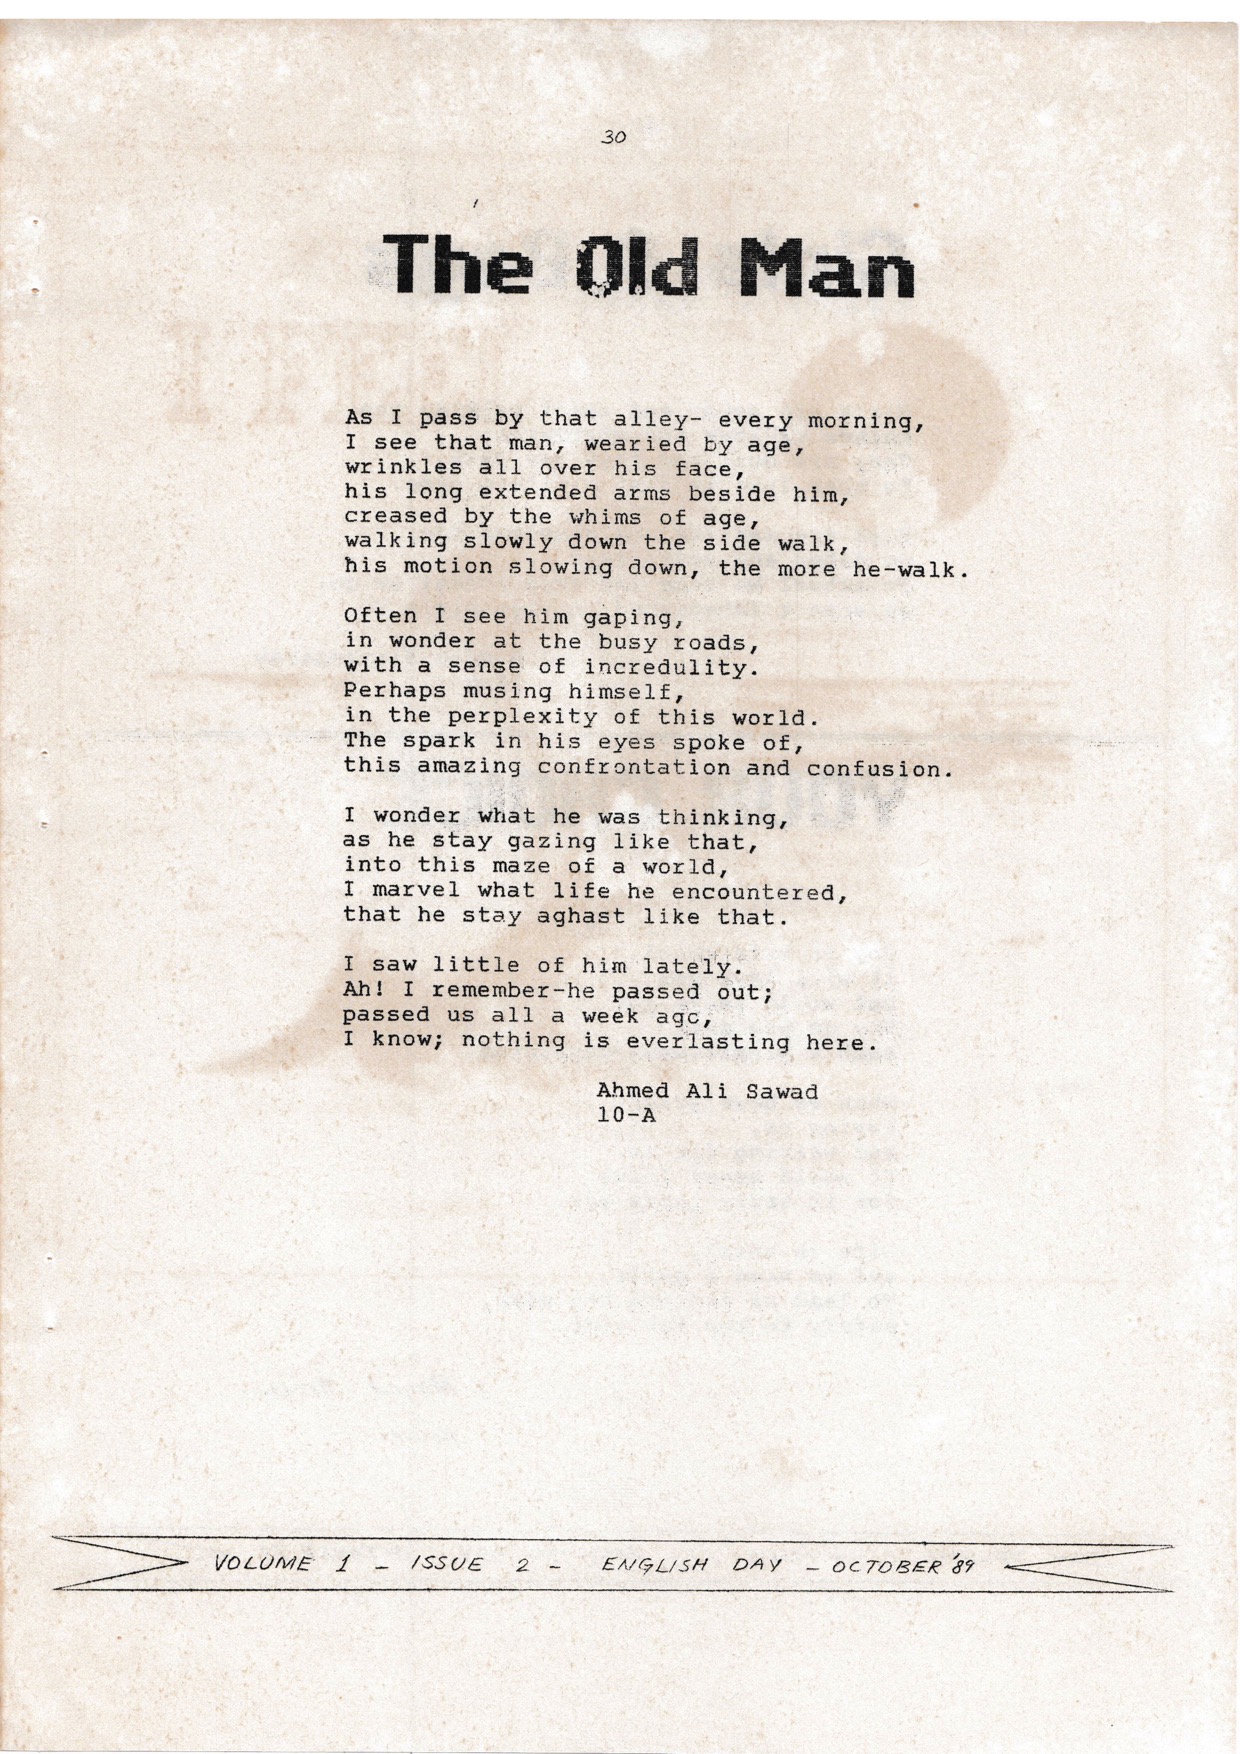 30
The Old Man
As I pass by that alley- every morning,
I see that man, wearied by age,
wrinkles all over his face,
his long extended arms beside him,
creased by the whims of age,
walking slowly down the side walk,
his motion slowing down, the more he-walk.
Often I see him gaping,
in wonder at the busy roads,
with a sense of incredulity.
Perhaps musing himself,
in the perplexity of this world.
The spark in his eyes spoke of,
this amazing confrontation and confusion.
I wonder what he was thinking,
as he stay gazing like that,
into this maze of a world,
I marvel what life he encountered,
that he stay aghast like that.
I saw little of him lately.
Ah! I remember-he passed out;
passed us all a week ago,
I know; nothing is everlasting here.
Ahmed Ali Sawad
10-A
VOLUME 1 - ISSUE 2 - ENGLISH DAY - OCTOBER '89